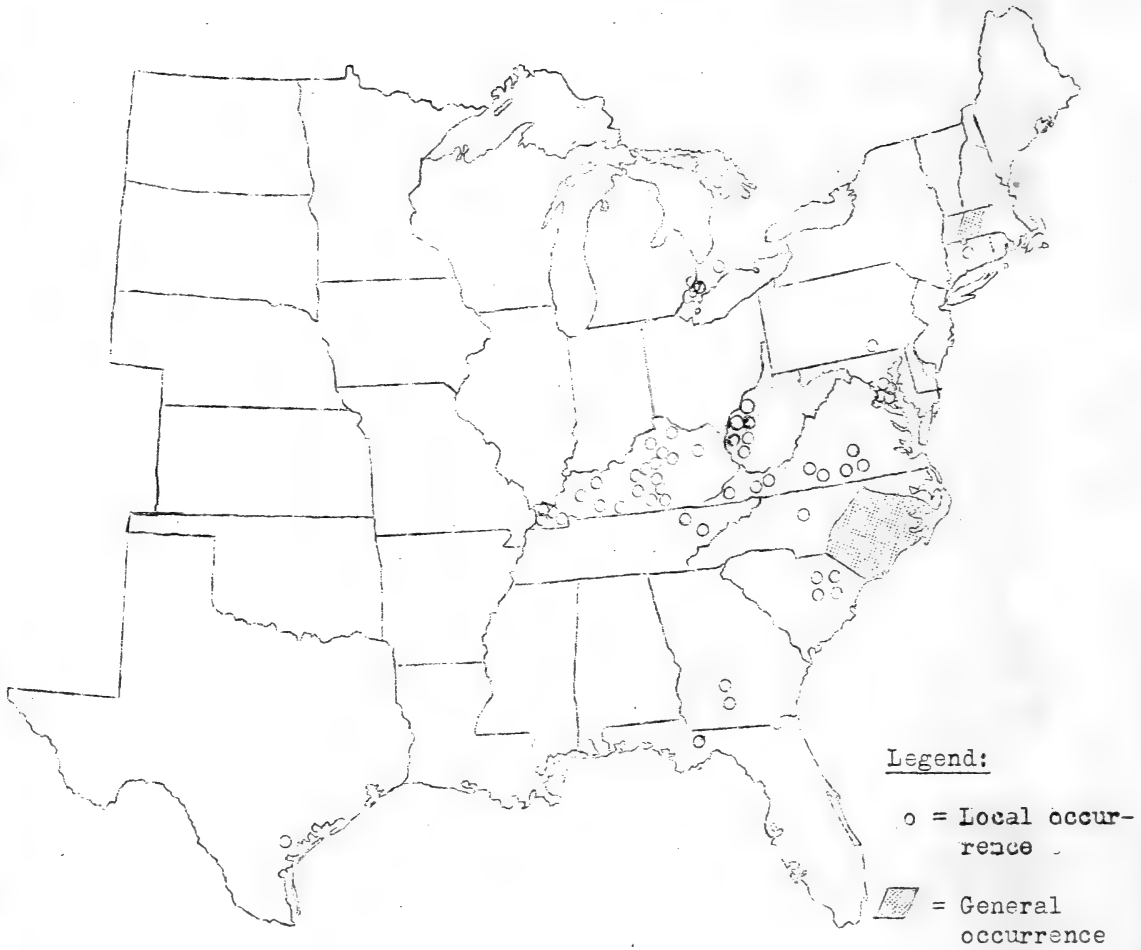 Legend:
o = Local occur-
rence
= General
occurrence